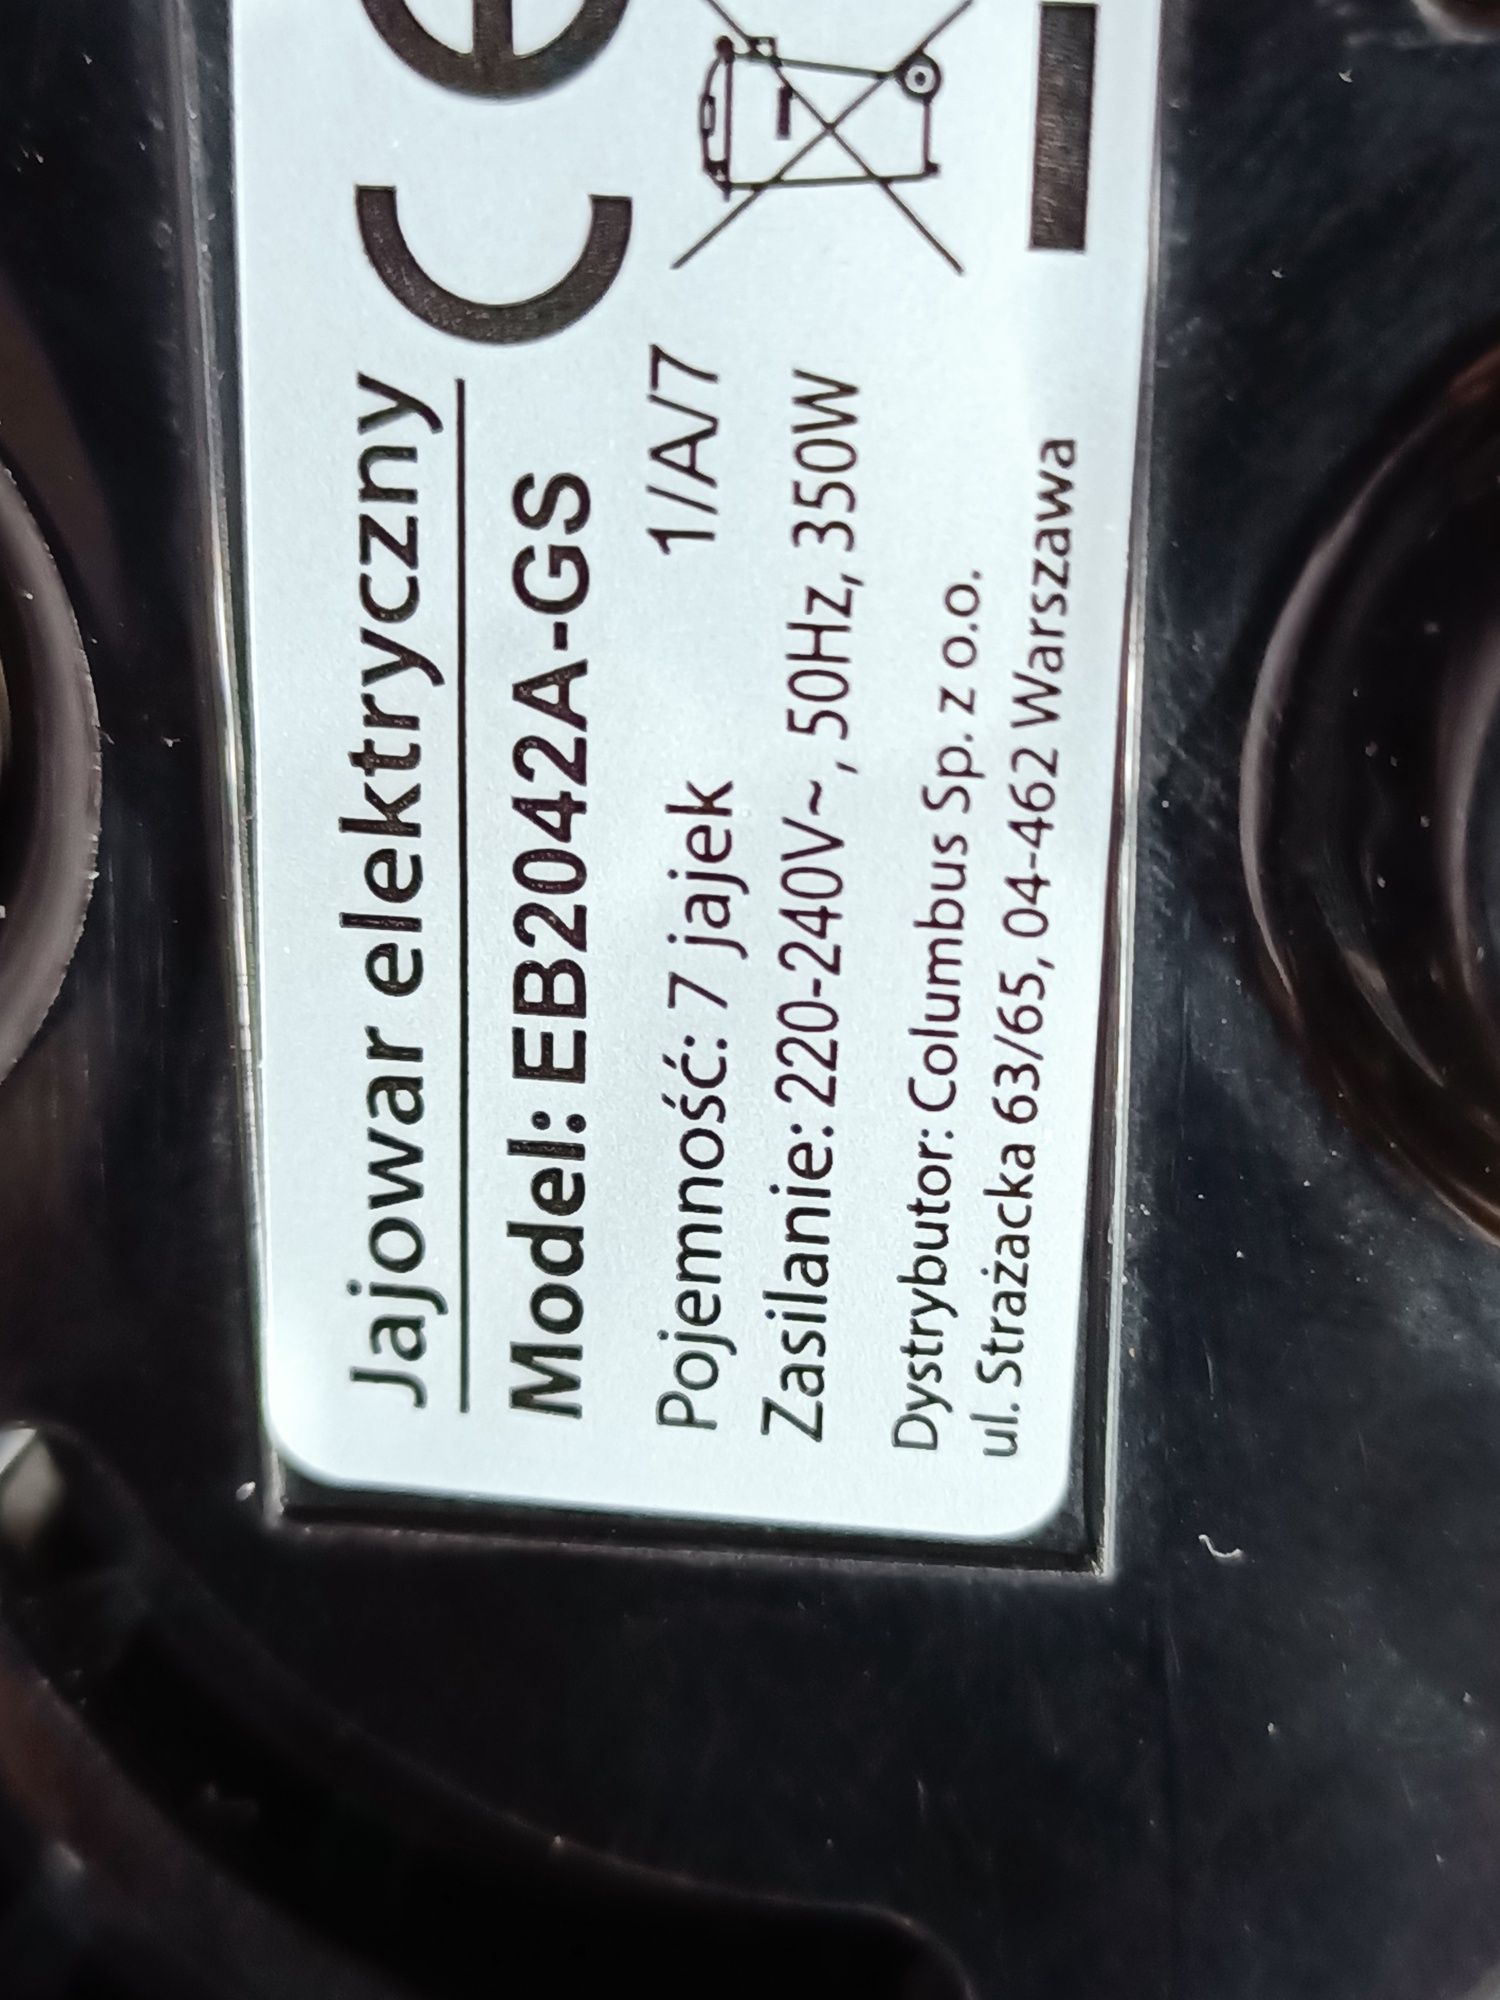 Jajowar elektryczny
Model: EB2042A-GS
Pojemność: 7 jajek 1/A/7
Zasilanie: 220-240V~, 50Hz, 350W
Dystrybutor: Columbus Sp. z o.o.
ul. Strażacka 63/65, 04-462 Warszawa
CE